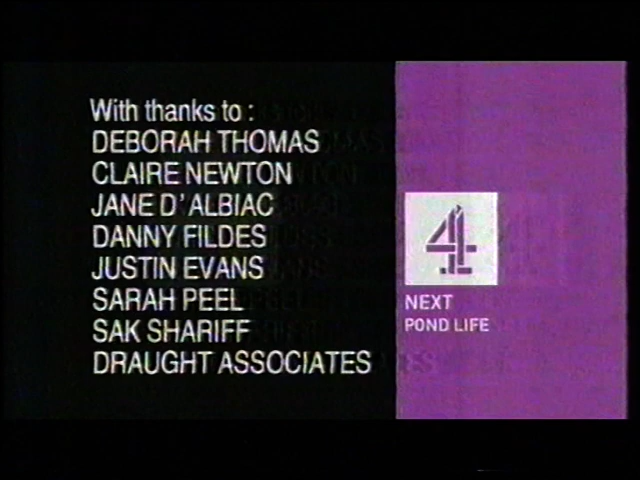 With thanks to :
DEBORAH THOMAS
CLAIRE NEWTON
JANE D'ALBIAC
DANNY FILDES
JUSTIN EVANS
SARAH PEEL
SAK SHARIFF
DRAUGHT ASSOCIATES
4
NEXT
POND LIFE